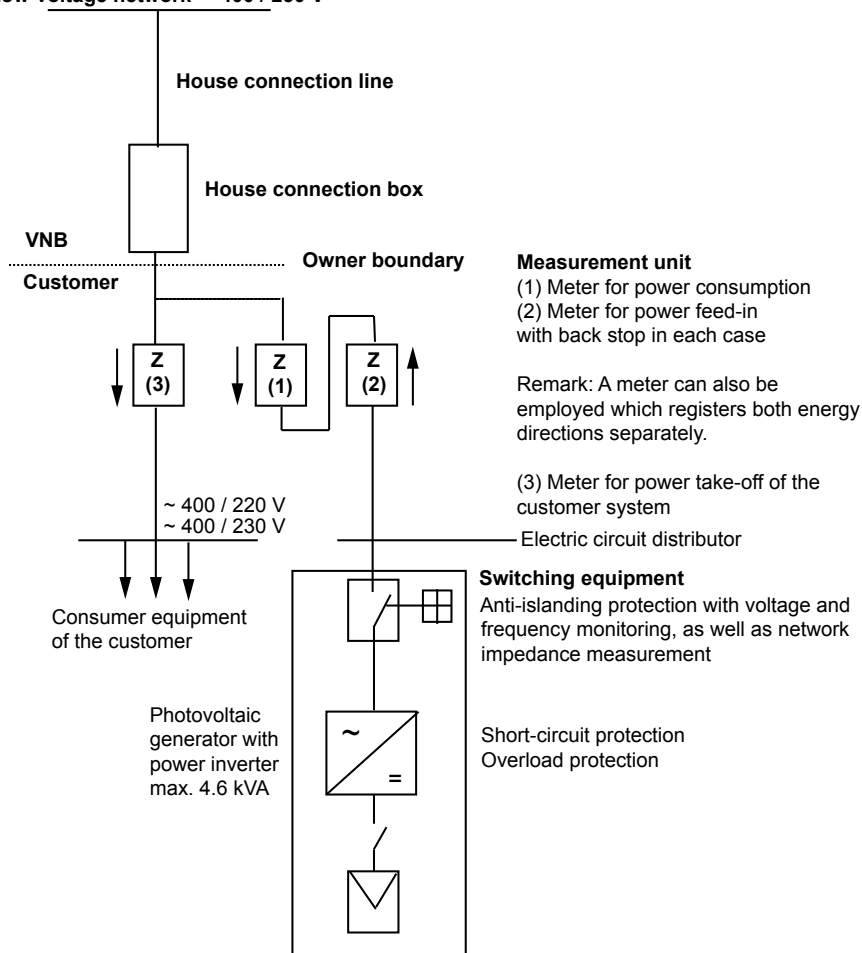 House connection line
House connection box
VNB
Owner boundary
Customer
Measurement unit
(1) Meter for power consumption
(2) Meter for power feed-in
with back stop in each case
Remark: A meter can also be
employed which registers both energy
directions separately.
(3) Meter for power take-off of the
customer system
Z
(3)
Z
(1)
Z
(2)
~ 400 / 220 V
~ 400 / 230 V
Electric circuit distributor
Consumer equipment
of the customer
Switching equipment
Anti-islanding protection with voltage and
frequency monitoring, as well as network
impedance measurement
Photovoltaic
generator with
power inverter
max. 4.6 kVA
~
=
Short-circuit protection
Overload protection